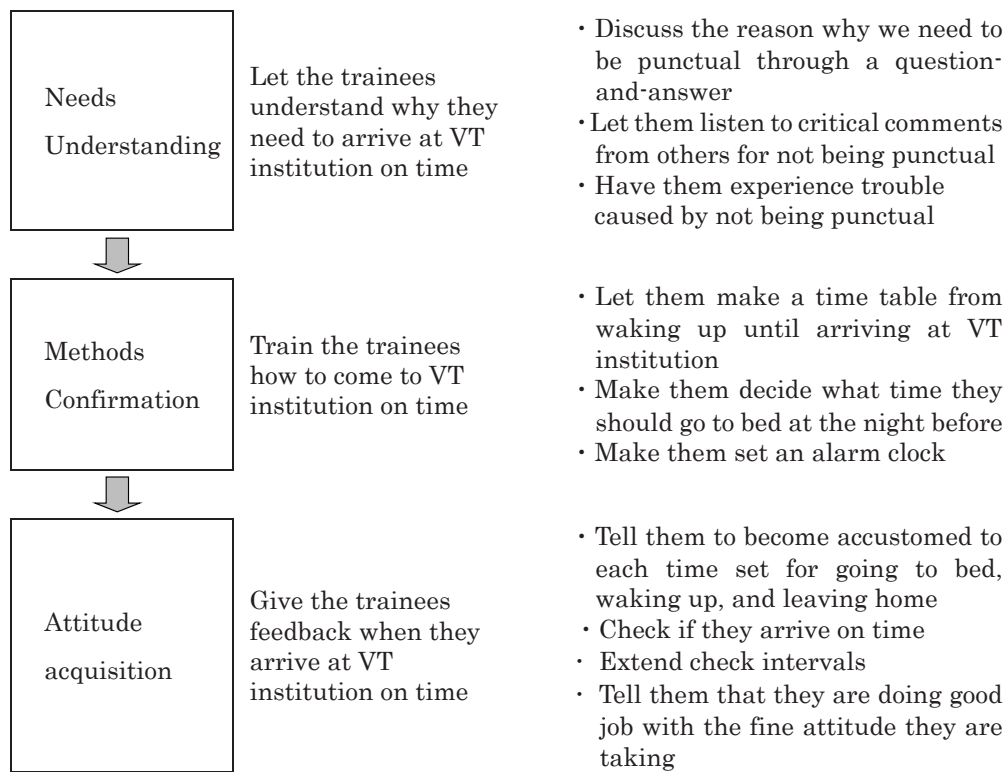 Needs
Understanding
Let the trainees
understand why they
need to arrive at VT
institution on time
・Discuss the reason why we need to
be punctual through a question-
and-answer
・Let them listen to critical comments
from others for not being punctual
・Have them experience trouble
caused by not being punctual
Methods
Confirmation
Train the trainees
how to come to VT
institution on time
・Let them make a time table from
waking up until arriving at VT
institution
・Make them decide what time they
should go to bed at the night before
・Make them set an alarm clock
Attitude
acquisition
Give the trainees
feedback when they
arrive at VT
institution on time
・Tell them to become accustomed to
each time set for going to bed,
waking up, and leaving home
・Check if they arrive on time
・Extend check intervals
・Tell them that they are doing good
job with the fine attitude they are
taking